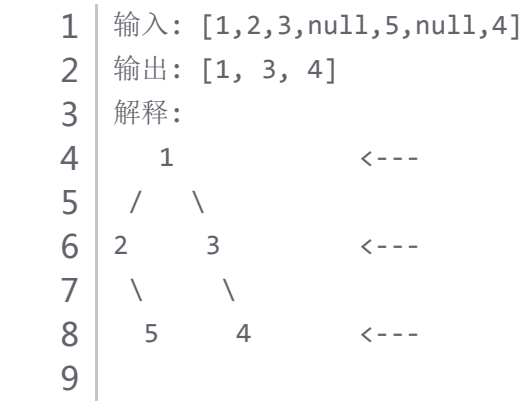 1 输入: [1,2,3,null,5,null,4]
2 输出: [1, 3, 4]
3 解释:
4    1            <---
5  /   \
6 2     3         <---
7  \     \
8   5     4       <---
9